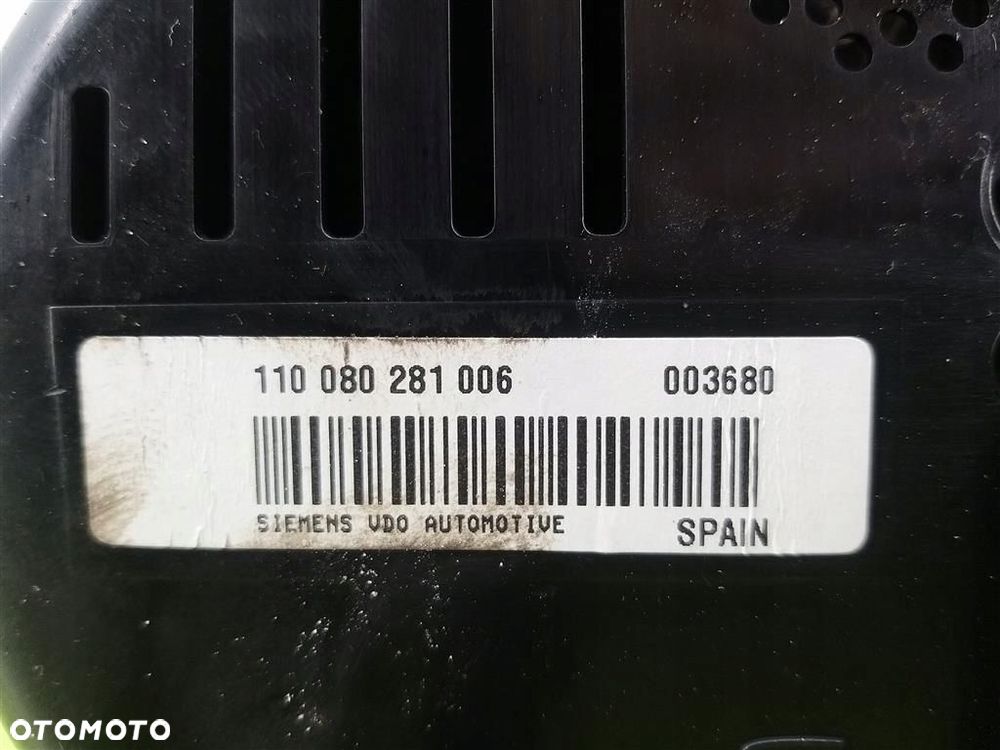 110 080 281 006 003680
SIEMENS VDO AUTOMOTIVE SPAIN
OTOMOTO